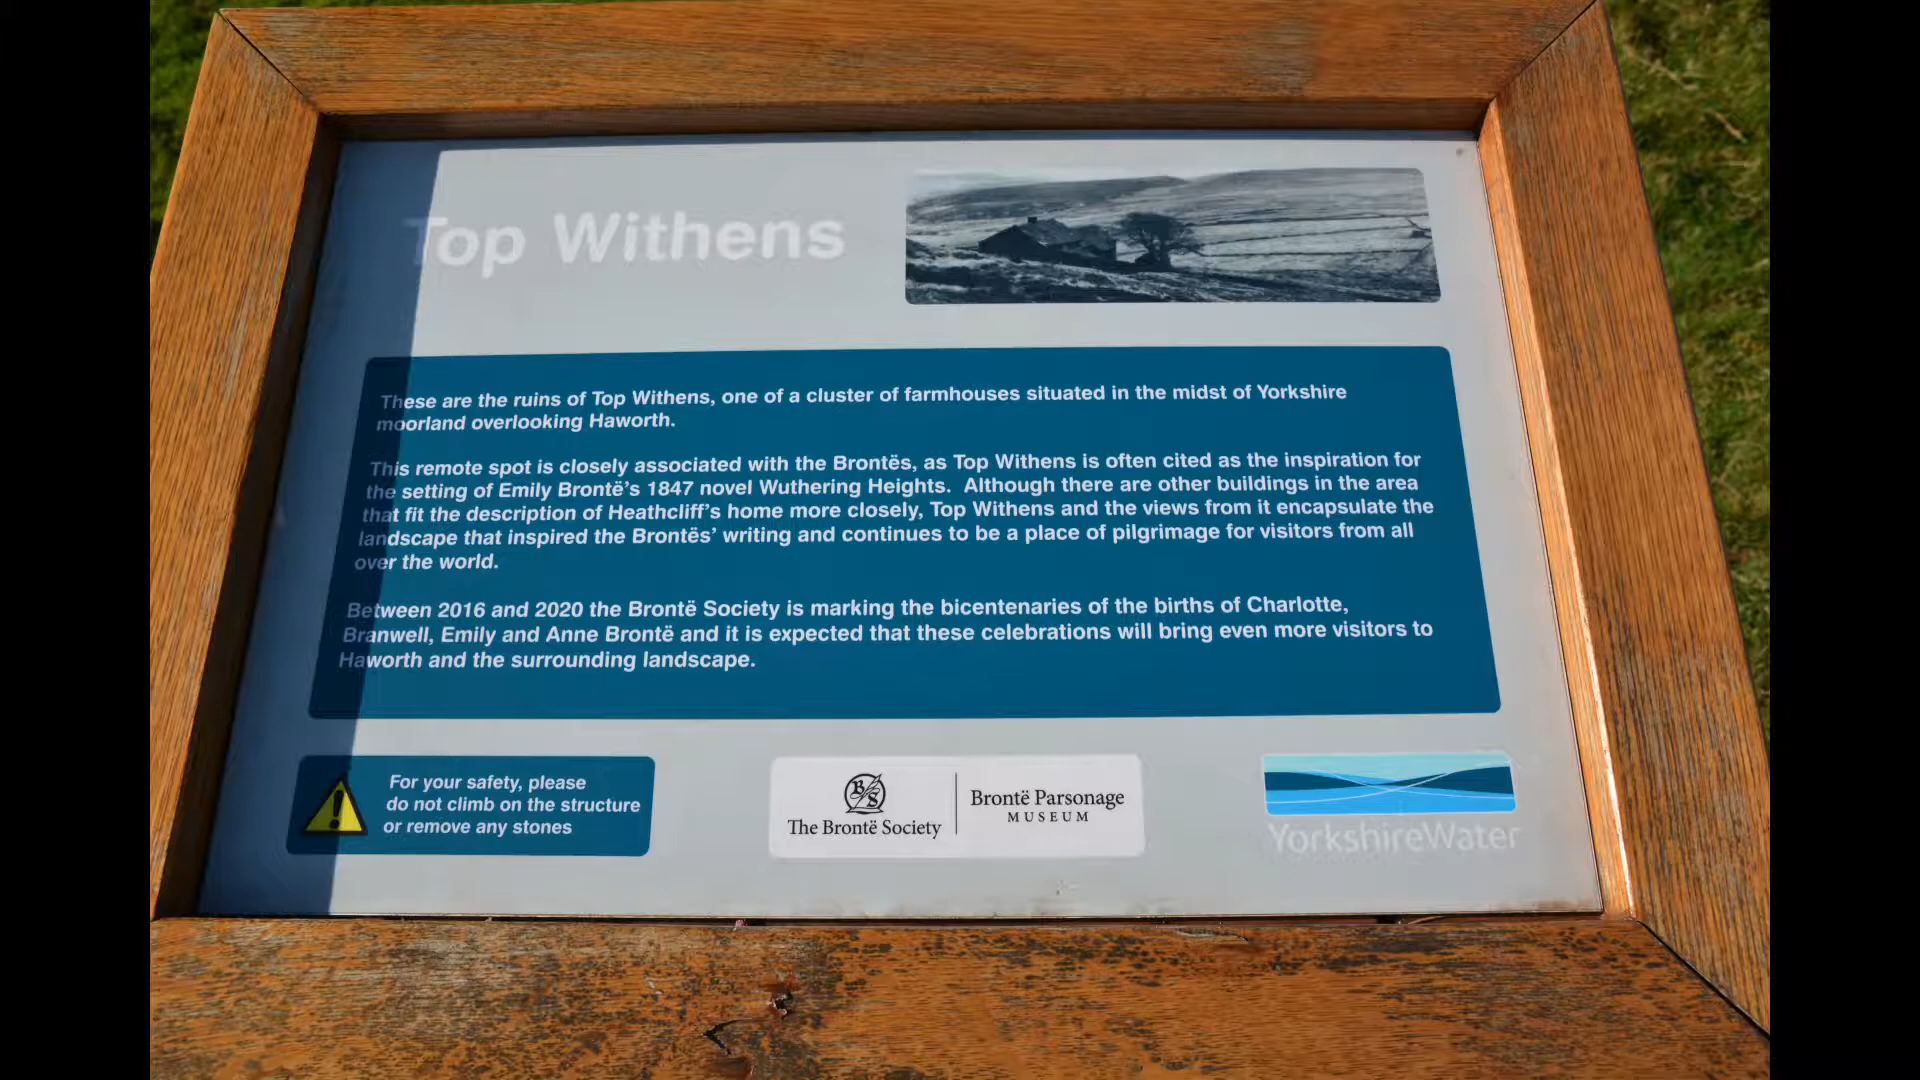 Top Withens
These are the ruins of Top Withens, one of a cluster of farmhouses situated in the midst of Yorkshire
moorland overlooking Haworth.
This remote spot is closely associated with the Brontës, as Top Withens is often cited as the inspiration for
the setting of Emily Brontë's 1847 novel Wuthering Heights.  Although there are other buildings in the area
that fit the description of Heathcliff's home more closely, Top Withens and the views from it encapsulate the
landscape that inspired the Brontës' writing and continues to be a place of pilgrimage for visitors from all
over the world.
Between 2016 and 2020 the Brontë Society is marking the bicentenaries of the births of Charlotte,
Branwell, Emily and Anne Brontë and it is expected that these celebrations will bring even more visitors to
Haworth and the surrounding landscape.
For your safety, please
do not climb on the structure
or remove any stones
B S
The Brontë Society
Brontë Parsonage
MUSEUM
YorkshireWater